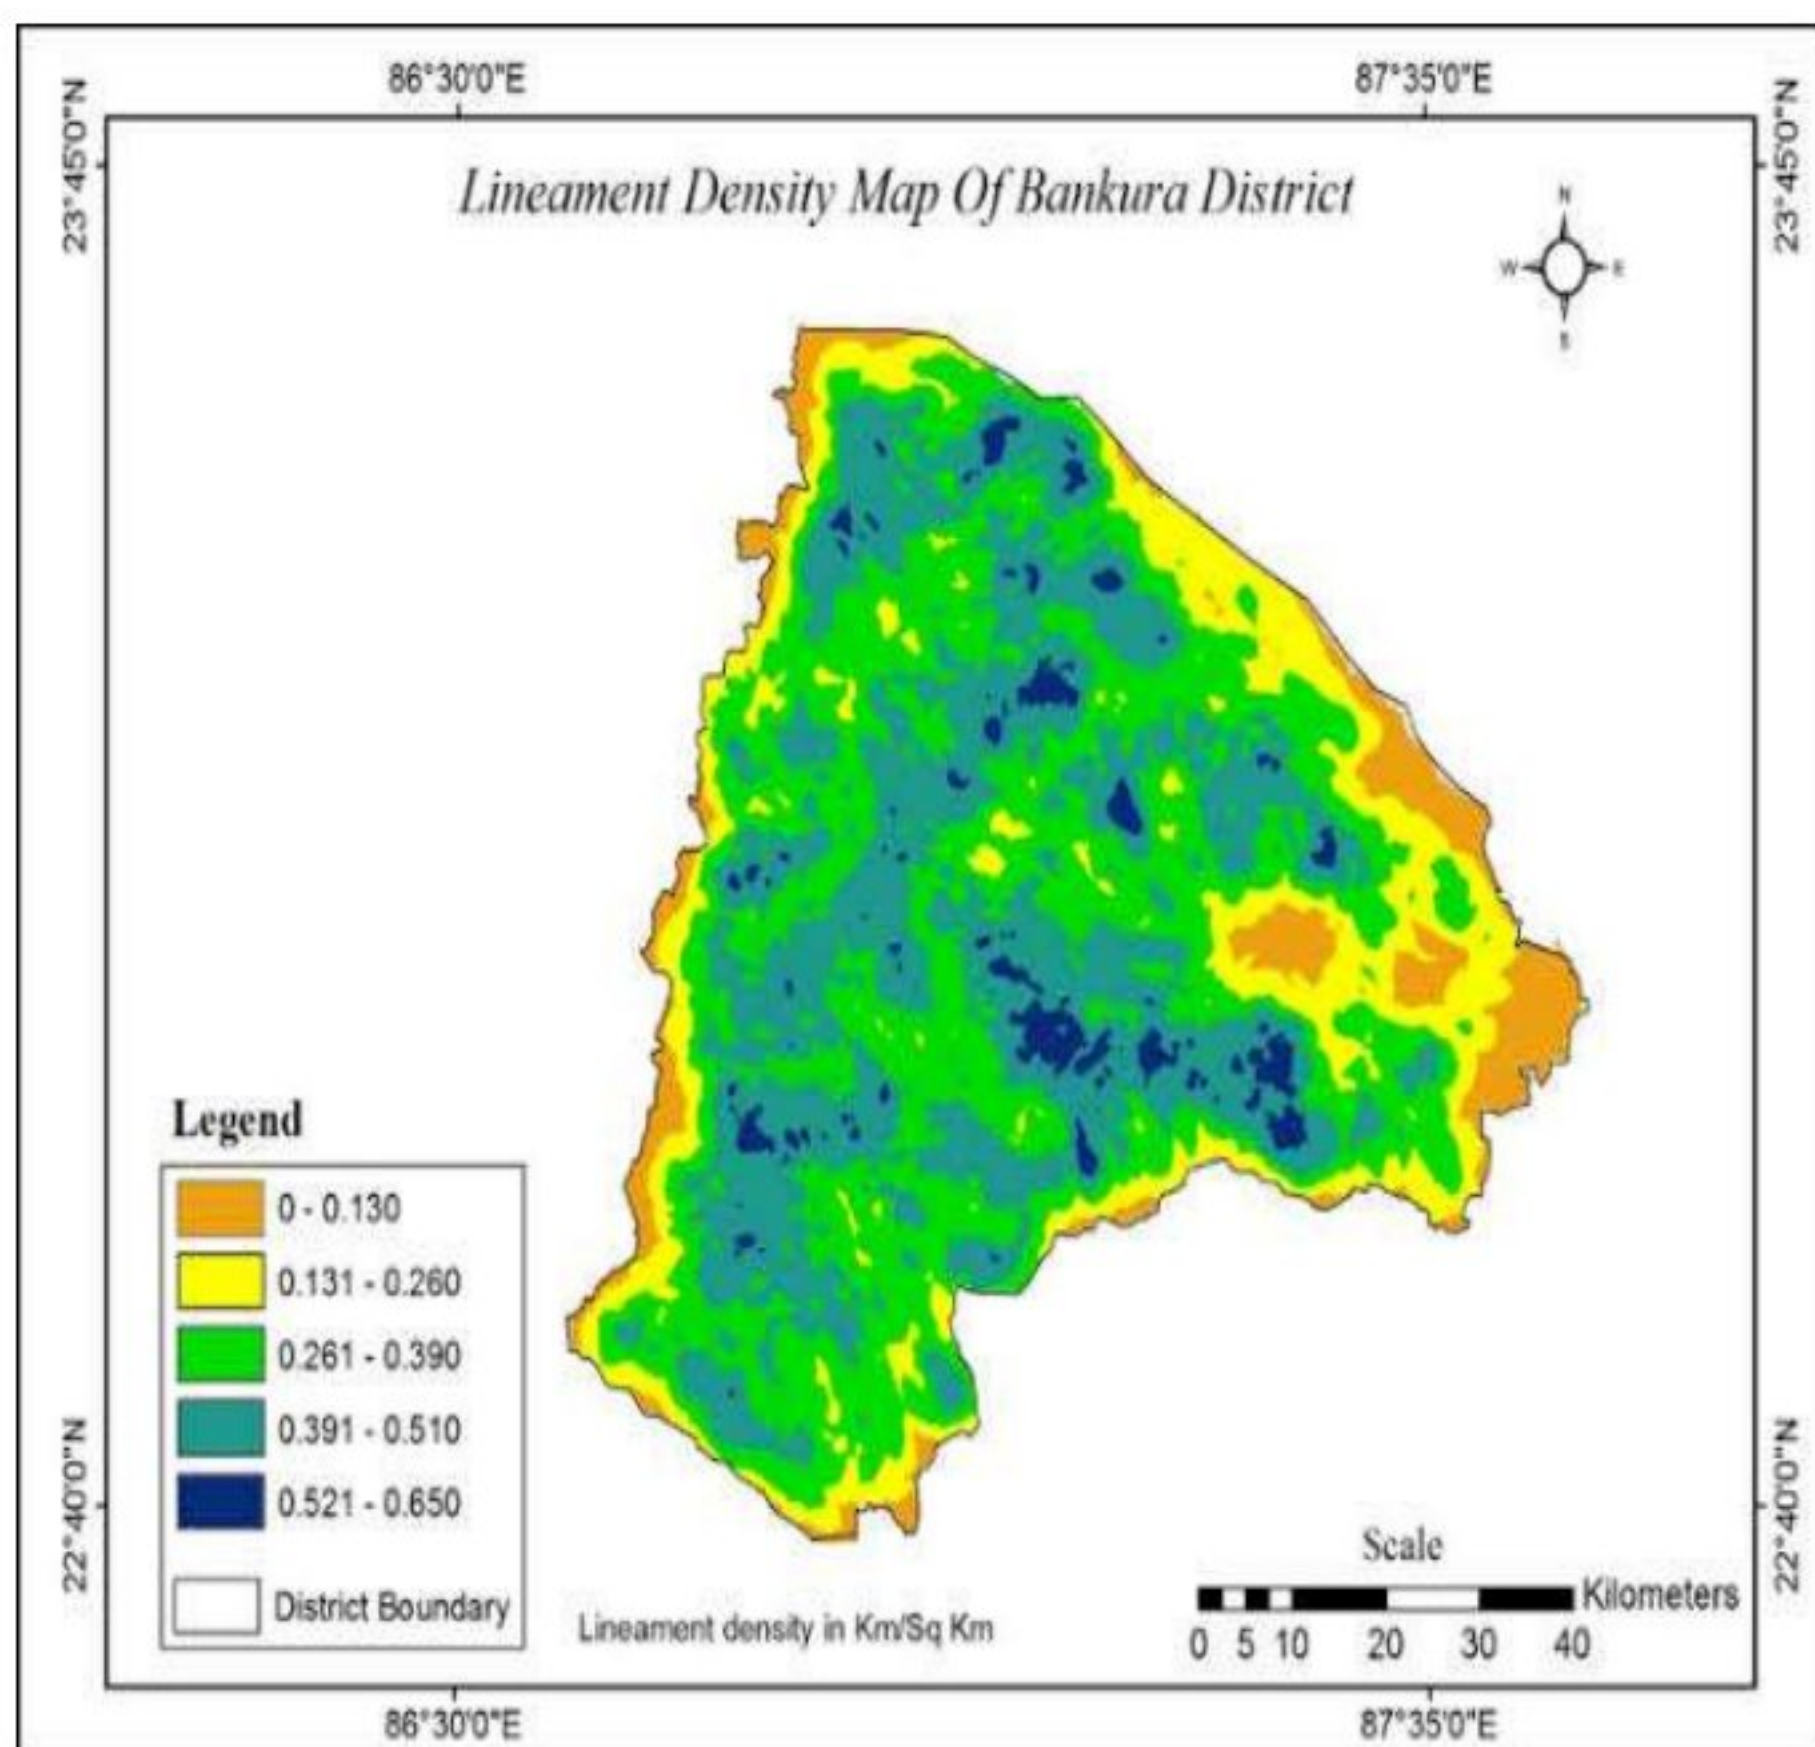 86°30'0"E 87°35'0"E
23°45'0"N 23°45'0"N
Lineament Density Map Of Bankura District
N
W E
S
Legend
0 - 0.130
0.131 - 0.260
0.261 - 0.390
0.391 - 0.510
0.521 - 0.650
District Boundary
22°40'0"N 22°40'0"N
Lineament density in Km/Sq Km
Scale
Kilometers
0 5 10 20 30 40
86°30'0"E 87°35'0"E